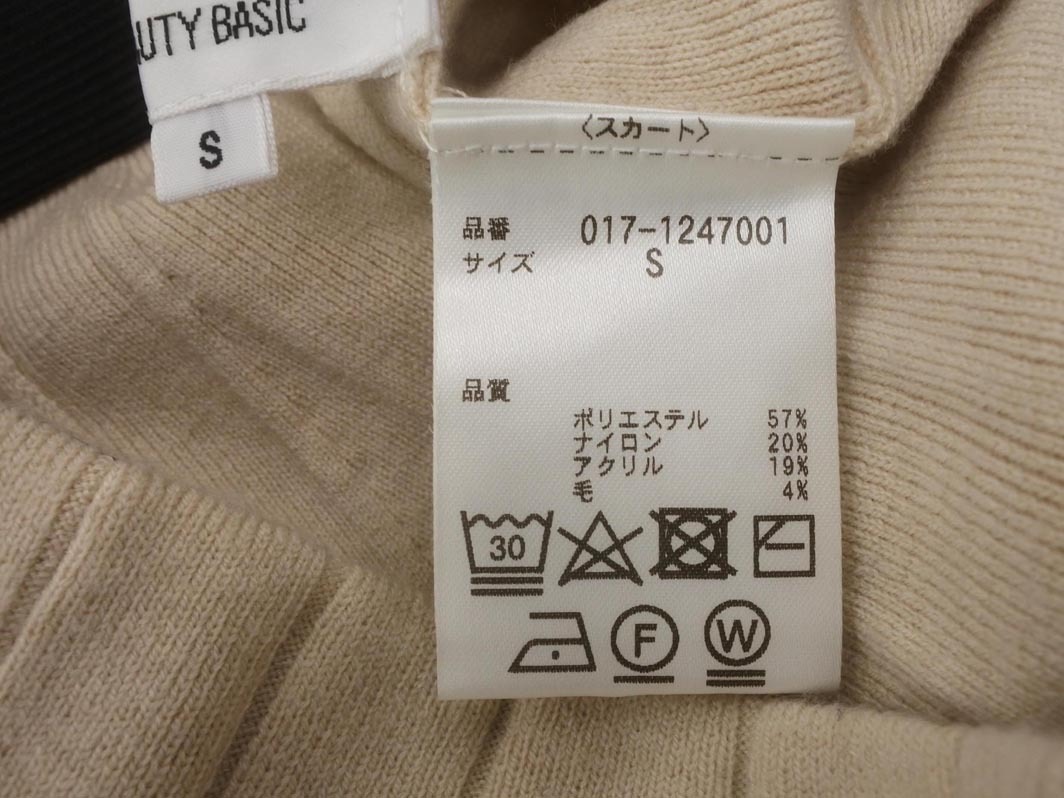 BASIC
S
〈スカート〉
品番 017-1247001
サイズ S
品質
ポリエステル 57%
ナイロン 20%
アクリル 19%
毛 4%
30
F W